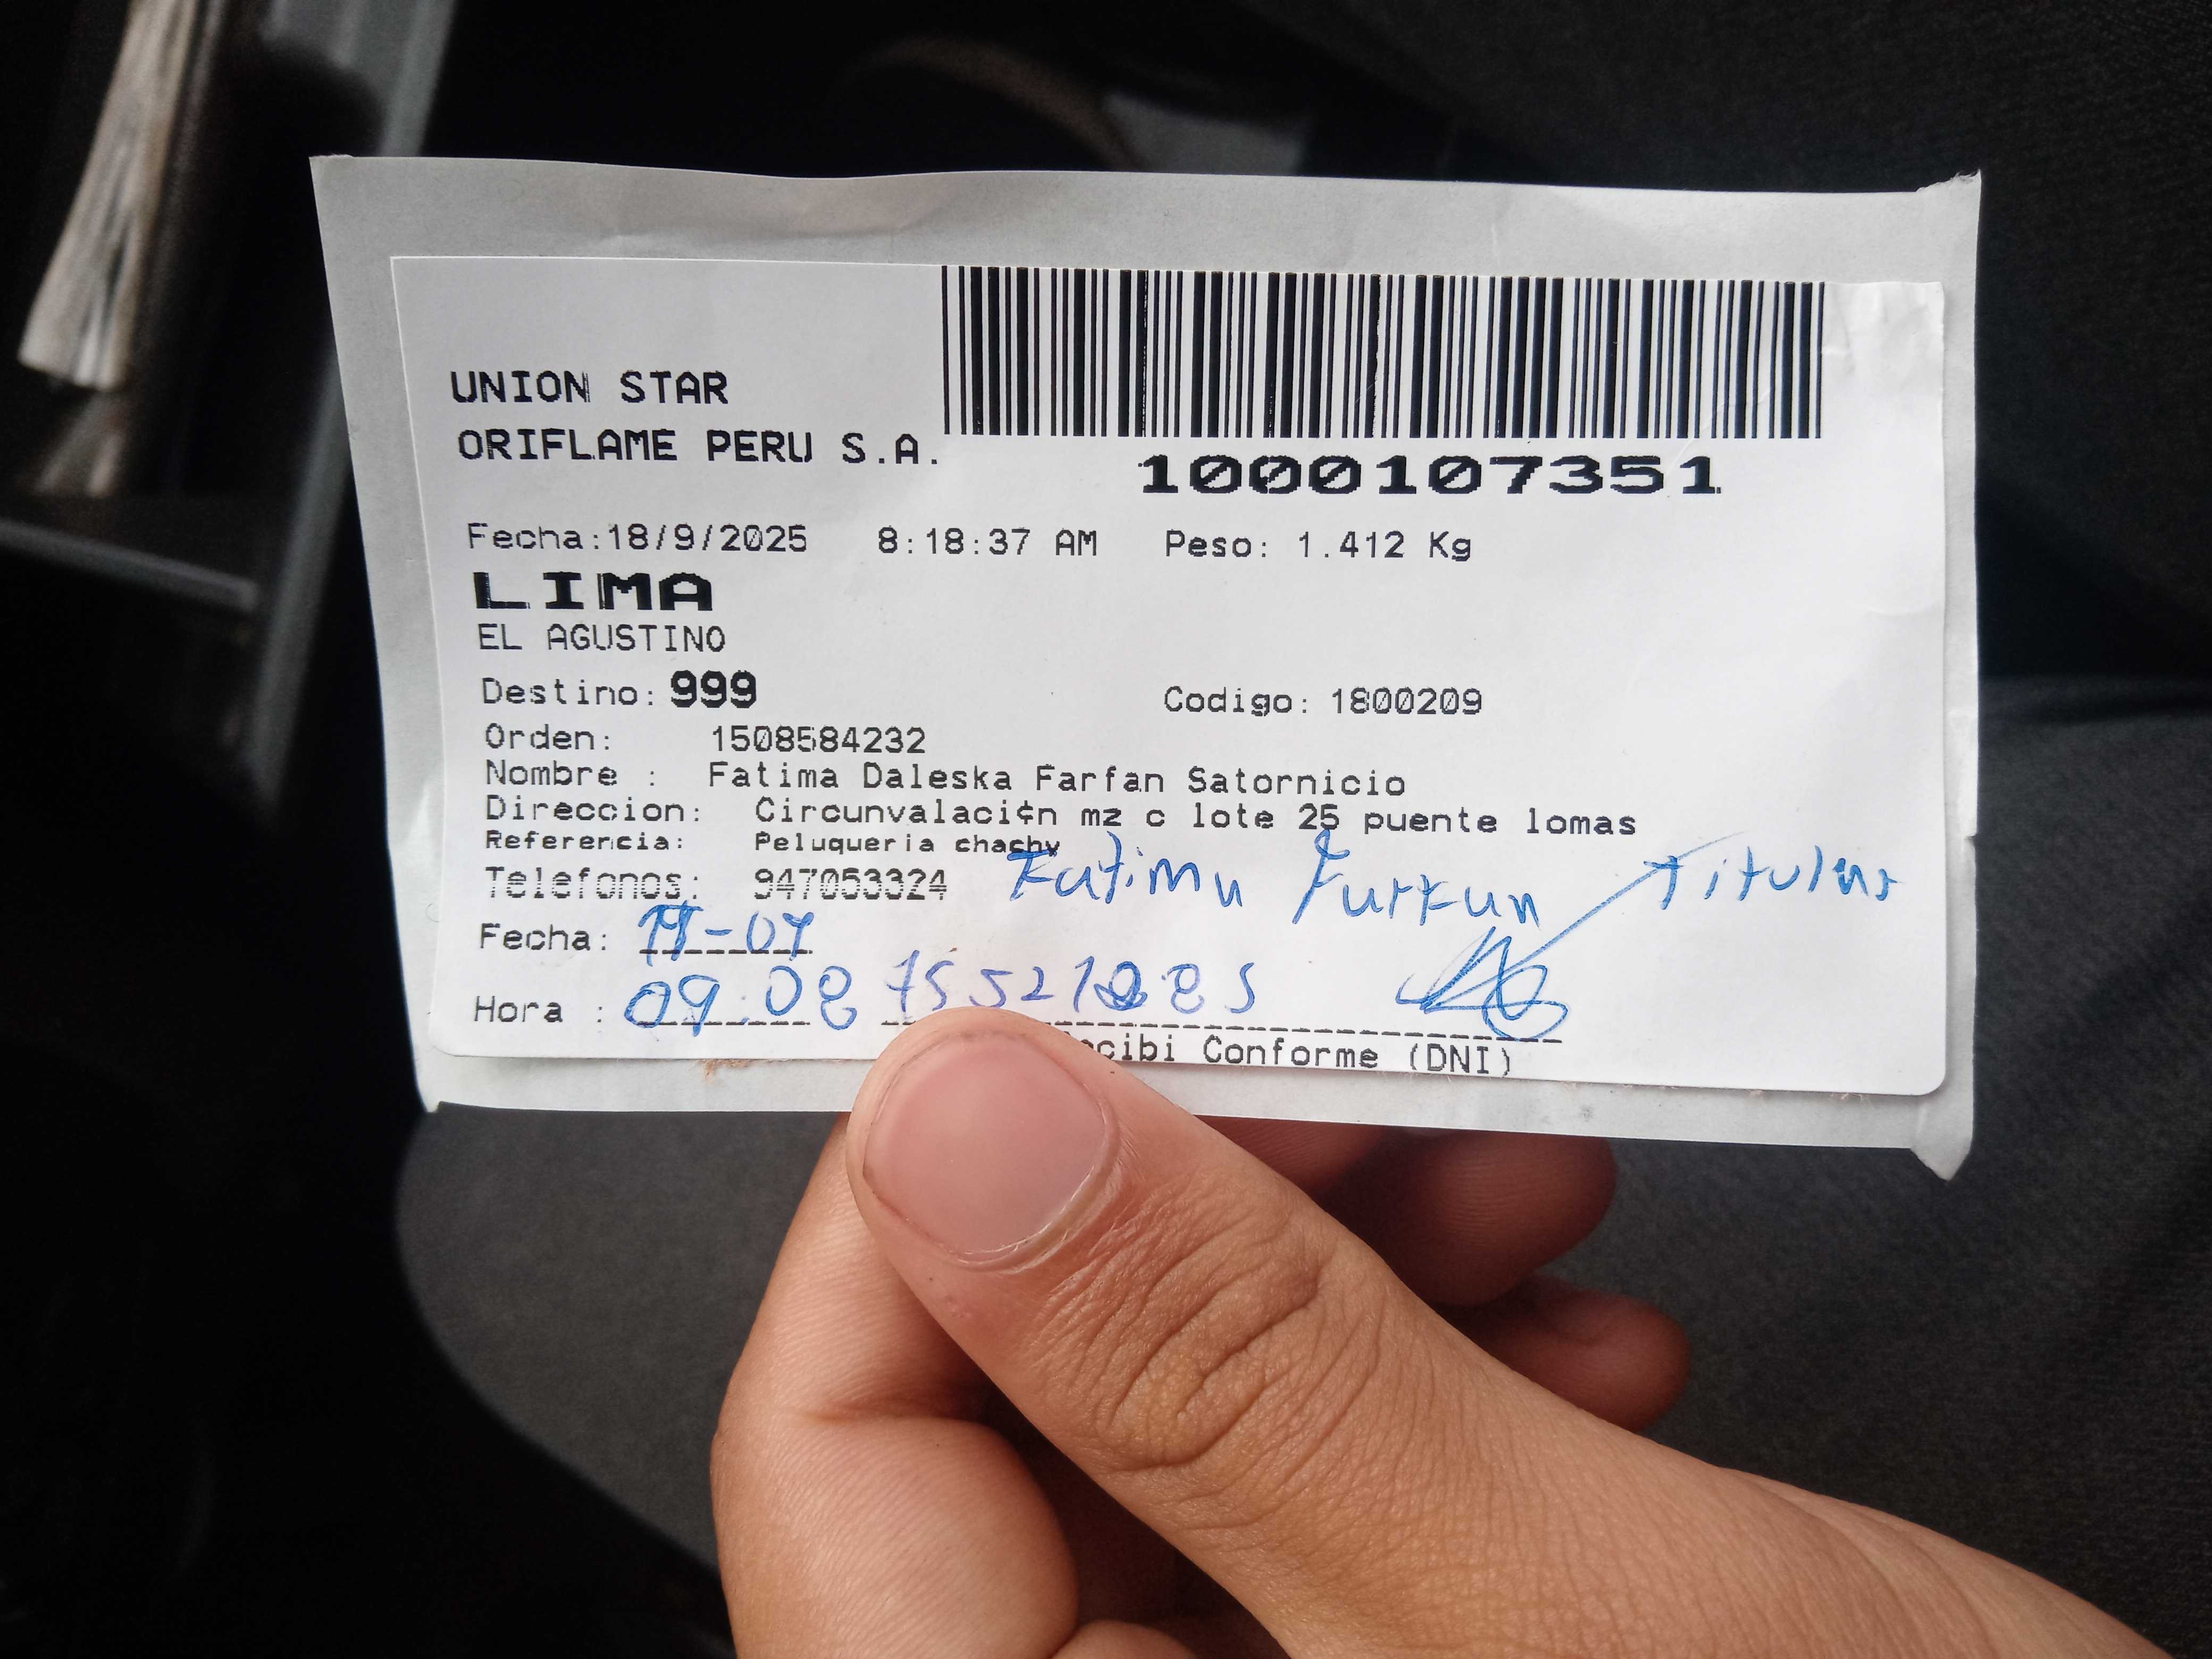 UNION STAR
ORIFLAME PERU S.A.
1000107351
Fecha:18/9/2025 8:18:37 AM Peso: 1.412 Kg
LIMA
EL AGUSTINO
Destino: 999 Codigo: 1800209
Orden: 1508584232
Nombre : Fatima Daleska Farfan Satornicio
Direccion: Circunvalaci¢n mz c lote 25 puente lomas
Referencia: Peluqueria chachy
Telefonos: 947053324 Fatima Farfan Titular
Fecha:
Hora : 09:08
Conforme (DNI)